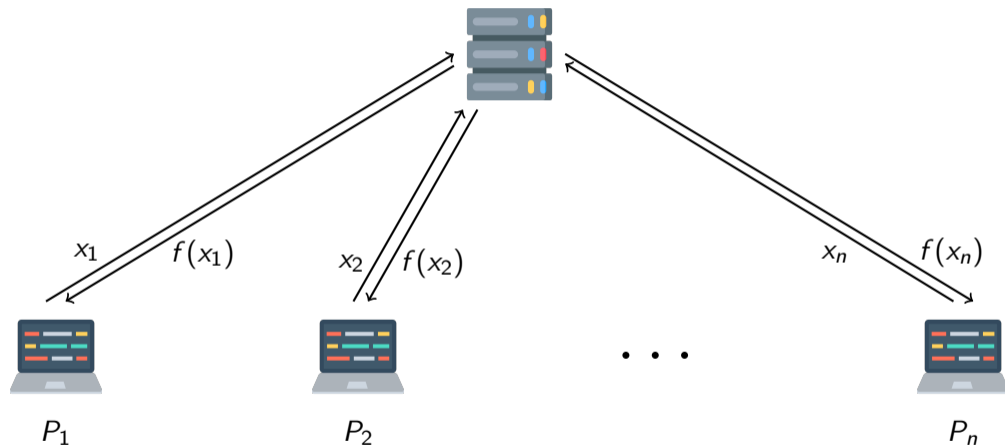 x₁ f(x₁) x₂ f(x₂) xₙ f(xₙ)
. . .
P₁ P₂ Pₙ